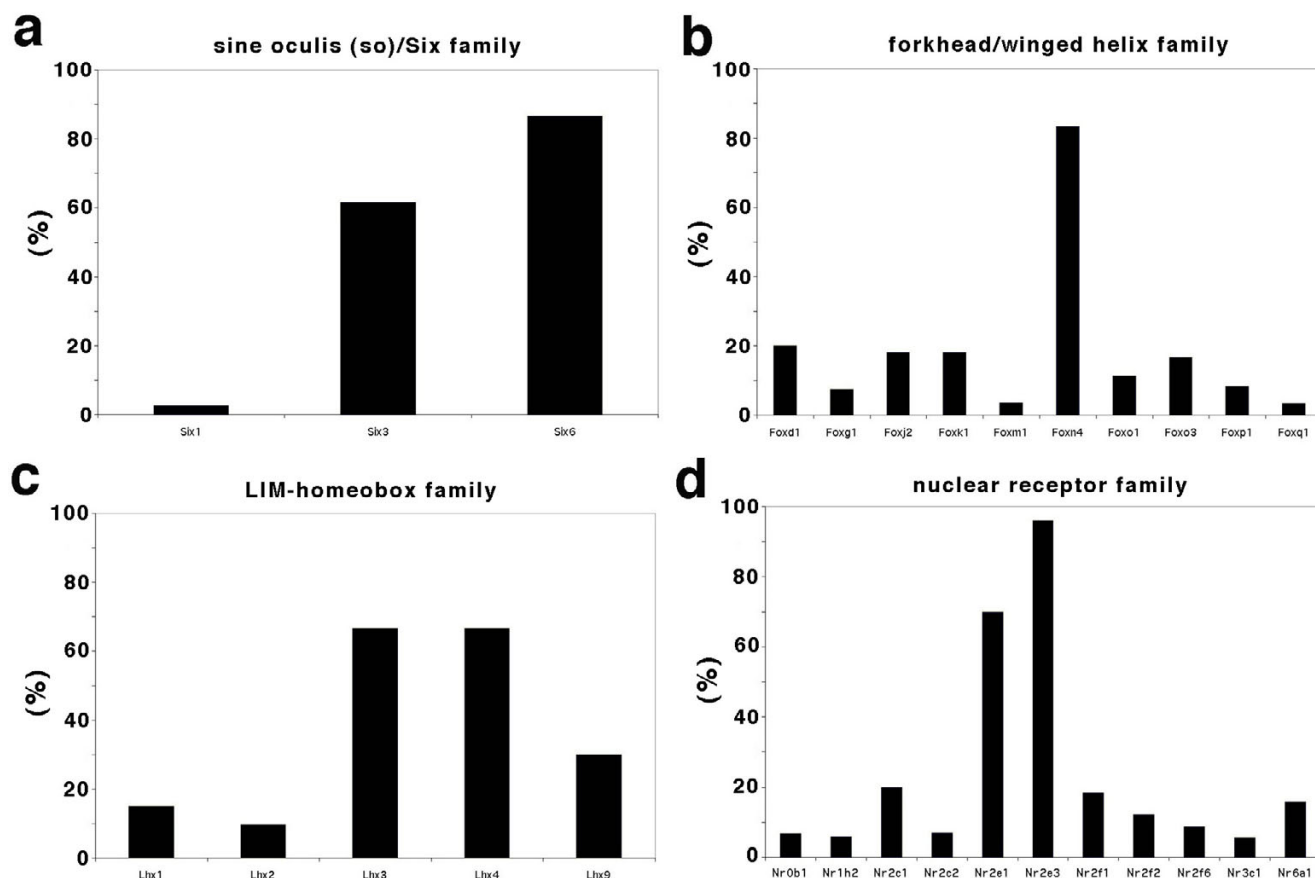 a
sine oculis (so)/Six family
100
80
60
40
20
0
(%)
Six1 Six3 Six6
b
forkhead/winged helix family
100
80
60
40
20
0
(%)
Foxd1 Foxg1 Foxj2 Foxk1 Foxm1 Foxn4 Foxo1 Foxo3 Foxp1 Foxq1
c
LIM-homeobox family
100
80
60
40
20
0
(%)
Lhx1 Lhx2 Lhx3 Lhx4 Lhx9
d
nuclear receptor family
100
80
60
40
20
0
(%)
Nr0b1 Nr1h2 Nr2c1 Nr2c2 Nr2e1 Nr2e3 Nr2f1 Nr2f2 Nr2f6 Nr3c1 Nr6a1